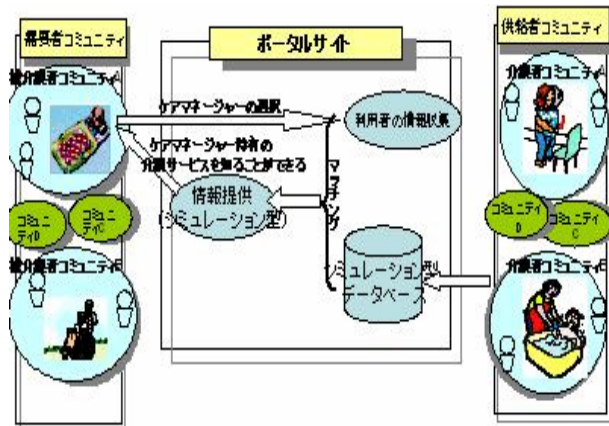 需要者コミュニティ
ポータルサイト
供給者コミュニティ
被介護者コミュニティA
介護者コミュニティA
ケアマネージャーの選択
利用者の情報収集
ケアマネージャー特有の
介護サービスを知ることができる
マッチング
情報提供
(シミュレーション型)
コミュニ
ティD
コミュニ
ティC
コミュニティ
D
コミュニティ
C
被介護者コミュニティB
介護者コミュニティB
シミュレーション型
データベース